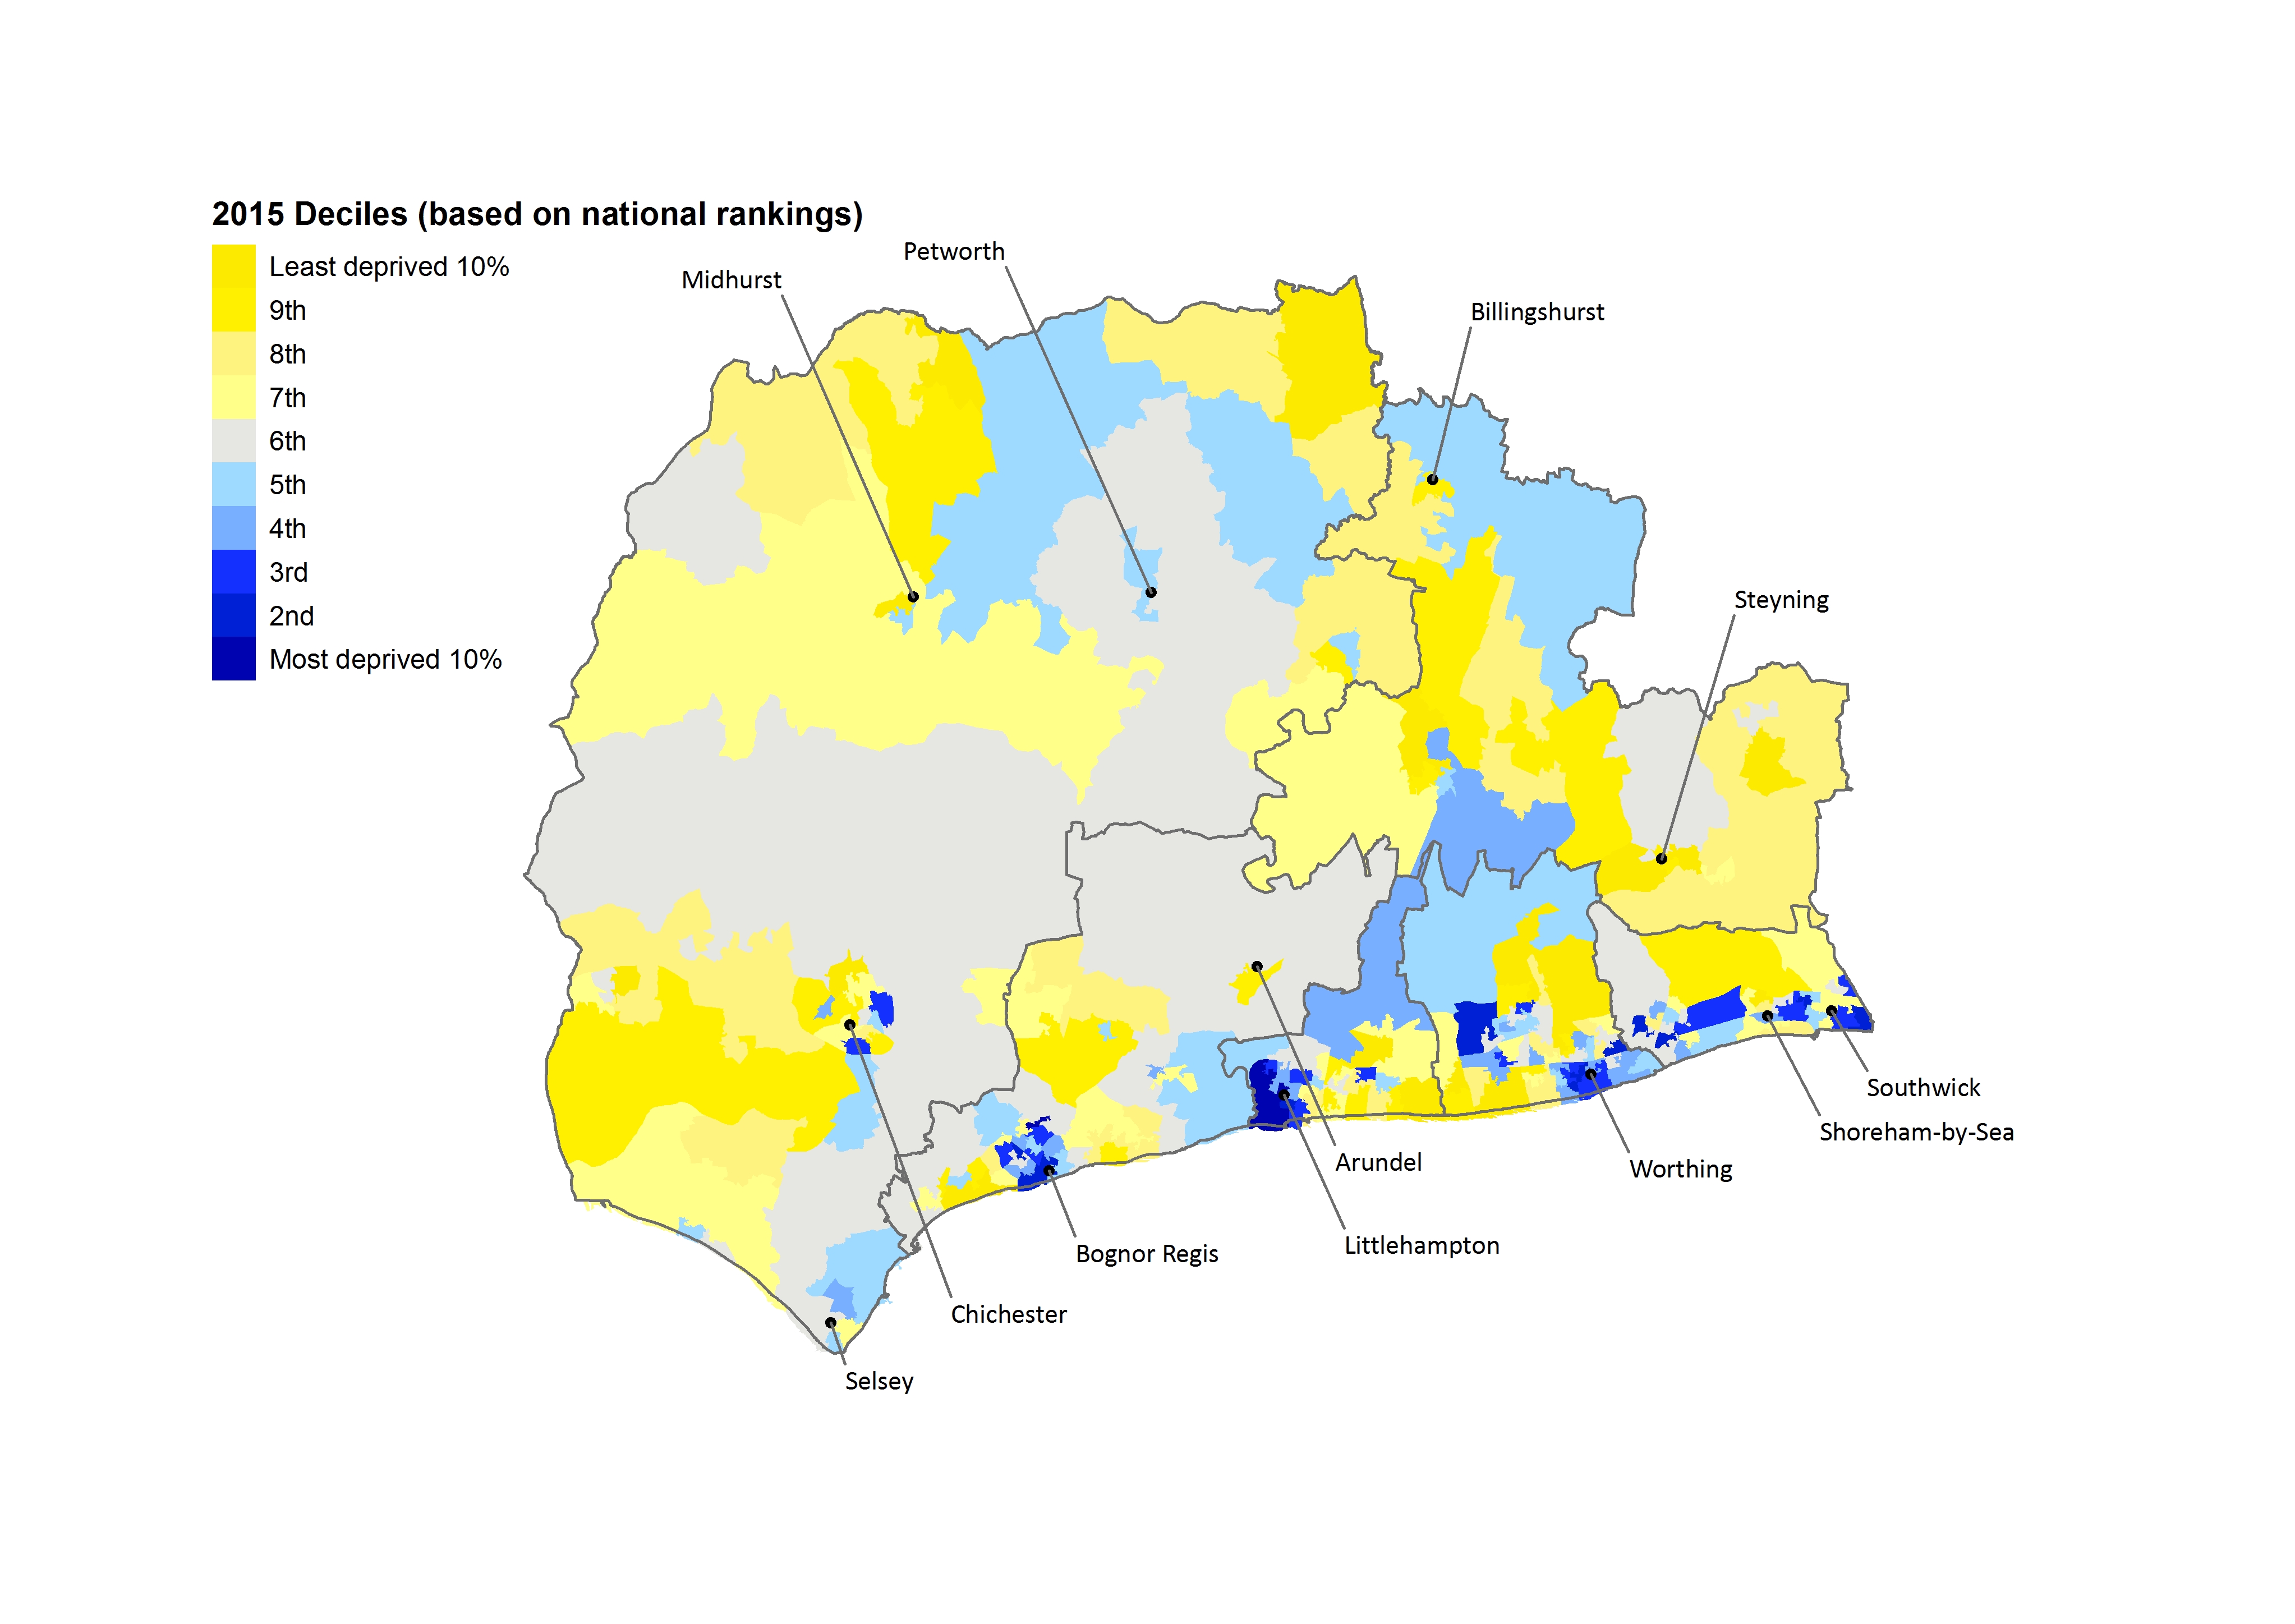 2015 Deciles (based on national rankings)
Least deprived 10%
9th
8th
7th
6th
5th
4th
3rd
2nd
Most deprived 10%
Petworth
Midhurst
Billingshurst
Steyning
Southwick
Shoreham-by-Sea
Arundel
Worthing
Littlehampton
Bognor Regis
Chichester
Selsey